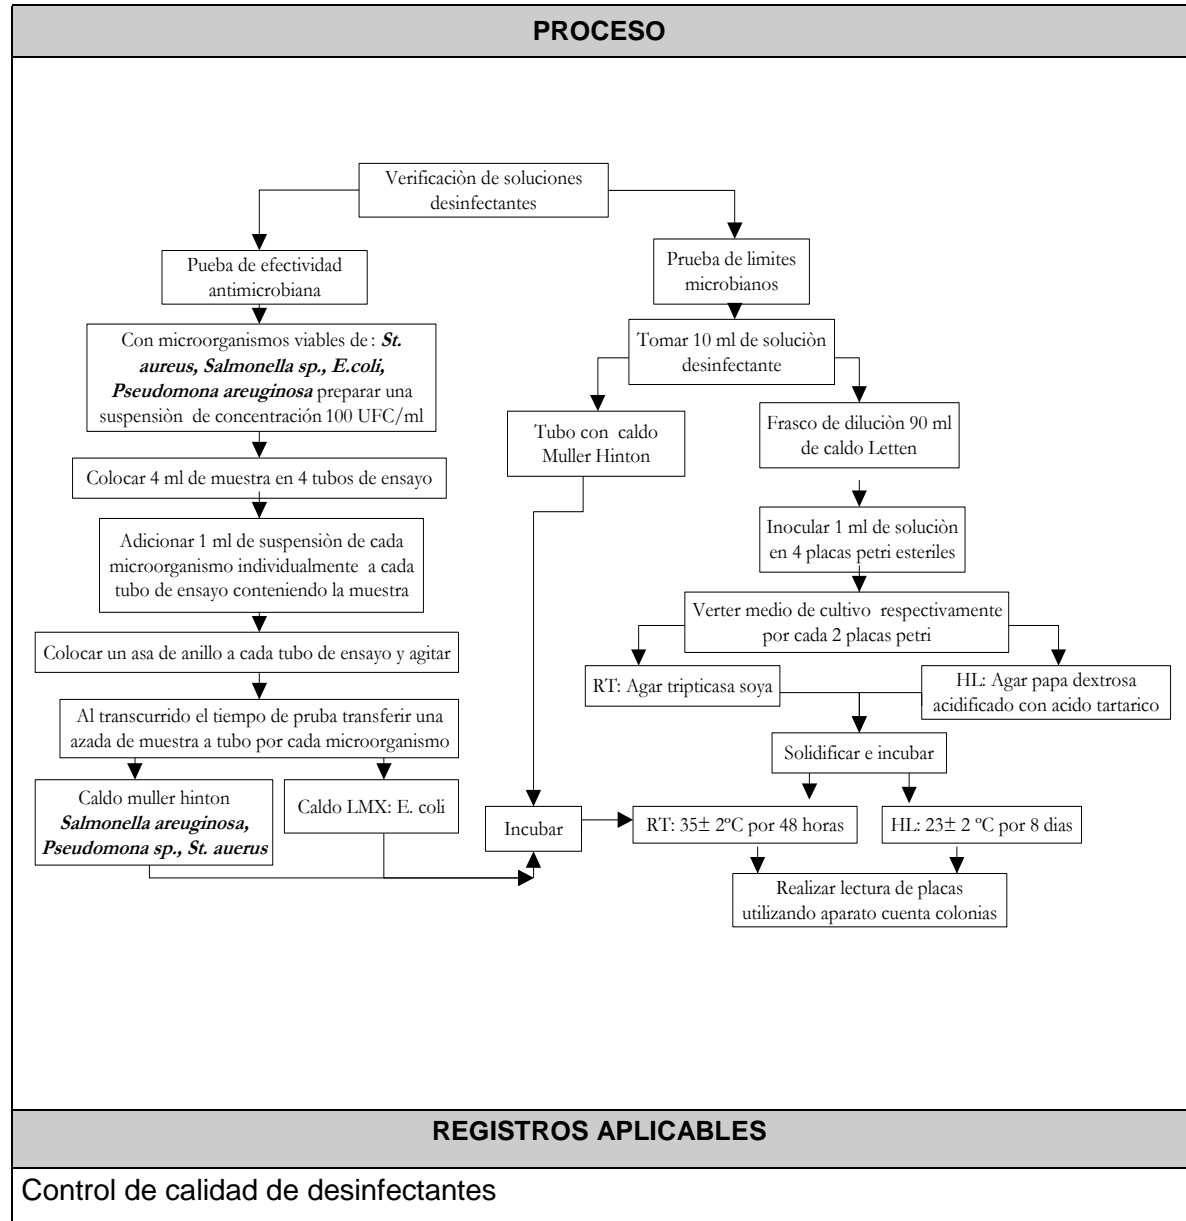 PROCESO
Verificaciòn de soluciones
desinfectantes
Pueba de efectividad
antimicrobiana
Con microorganismos viables de: St.
aureus, Salmonella sp., E.coli,
Pseudomona areuginosa preparar una
suspensiòn de concentración 100 UFC/ml
Colocar 4 ml de muestra en 4 tubos de ensayo
Adicionar 1 ml de suspensiòn de cada
microorganismo individualmente a cada
tubo de ensayo conteniendo la muestra
Colocar un asa de anillo a cada tubo de ensayo y agitar
Al transcurrido el tiempo de pruba transferir una
azada de muestra a tubo por cada microorganismo
Caldo muller hinton
Salmonella areuginosa,
Pseudomona sp., St. auerus
Caldo LMX: E. coli
Prueba de limites
microbianos
Tomar 10 ml de soluciòn
desinfectante
Tubo con caldo
Muller Hinton
Incubar
Frasco de diluciòn 90 ml
de caldo Letten
Inocular 1 ml de soluciòn
en 4 placas petri esteriles
Verter medio de cultivo respectivamente
por cada 2 placas petri
RT: Agar tripticasa soya
HL: Agar papa dextrosa
acidificado con acido tartarico
Solidificar e incubar
RT: 35± 2ºC por 48 horas
HL: 23± 2 ºC por 8 dias
Realizar lectura de placas
utilizando aparato cuenta colonias
REGISTROS APLICABLES
Control de calidad de desinfectantes